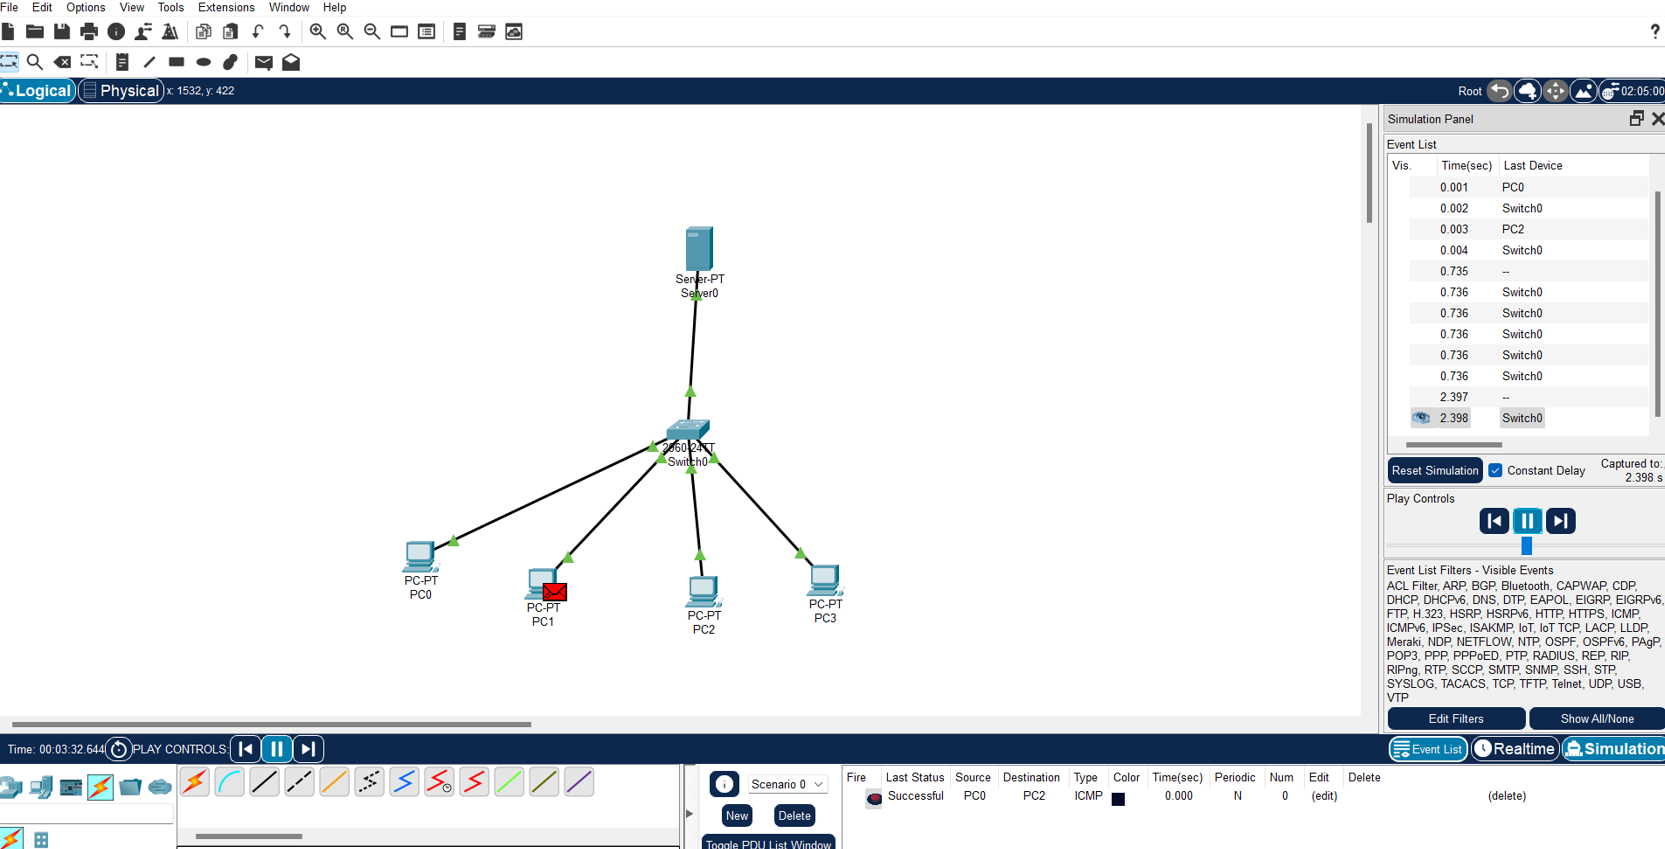 File Edit Options View Tools Extensions Window Help
?
Logical Physical x: 1532, y: 422 Root 02:05:00
Simulation Panel
Event List
Vis. Time(sec) Last Device
0.001 PC0
0.002 Switch0
0.003 PC2
0.004 Switch0
0.735 --
0.736 Switch0
0.736 Switch0
0.736 Switch0
0.736 Switch0
0.736 Switch0
2.397 --
2.398 Switch0
Reset Simulation Constant Delay Captured to:
2.398 s
Play Controls
Event List Filters - Visible Events
ACL Filter, ARP, BGP, Bluetooth, CAPWAP, CDP,
DHCP, DHCPv6, DNS, DTP, EAPOL, EIGRP, EIGRPv6,
FTP, H.323, HSRP, HSRPv6, HTTP, HTTPS, ICMP,
ICMPv6, IPSec, ISAKMP, IoT, IoT TCP, LACP, LLDP,
Meraki, NDP, NETFLOW, NTP, OSPF, OSPFv6, PAgP,
POP3, PPP, PPPoED, PTP, RADIUS, REP, RIP,
RIPng, RTP, SCCP, SMTP, SNMP, SSH, STP,
SYSLOG, TACACS, TCP, TFTP, Telnet, UDP, USB,
VTP
Edit Filters Show All/None
Server-PT
Server0
2960-24TT
Switch0
PC-PT
PC0
PC-PT
PC1
PC-PT
PC2
PC-PT
PC3
Time: 00:03:32.644 PLAY CONTROLS: Event List Realtime Simulation
Scenario 0
New Delete
Toggle PDU List Window
Fire Last Status Source Destination Type Color Time(sec) Periodic Num Edit Delete
Successful PC0 PC2 ICMP 0.000 N 0 (edit) (delete)